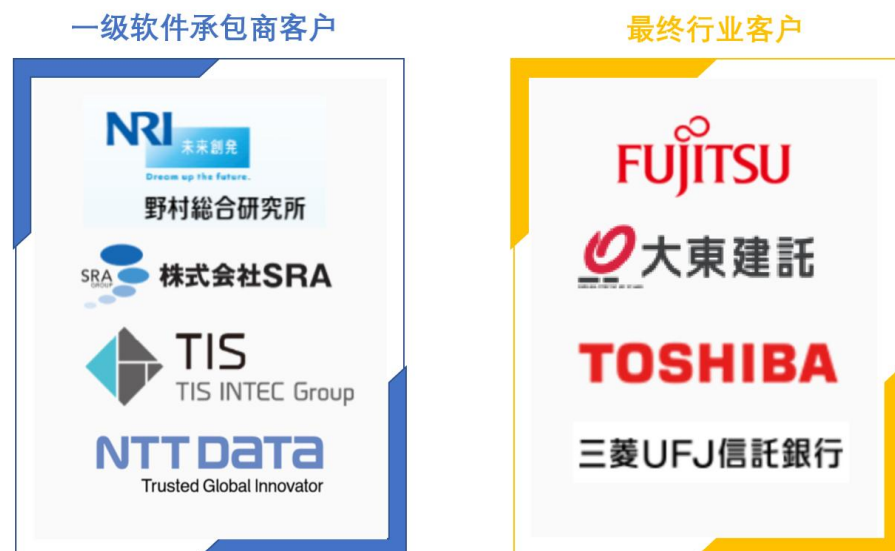 一级软件承包商客户
NRI
未来創発
Dream up the future.
野村総合研究所
SRA
GROUP
株式会社SRA
TIS
TIS INTEC Group
NTT DATA
Trusted Global Innovator
最终行业客户
FUJITSU
大東建託
TOSHIBA
三菱UFJ信託銀行